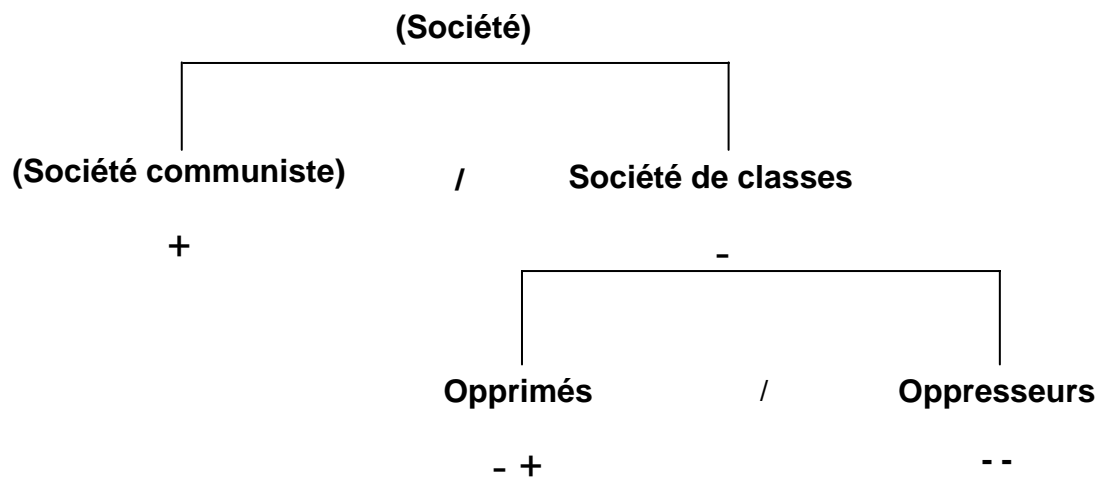 (Société)
(Société communiste) / Société de classes
+ -
Opprimés / Oppresseurs
- + - -